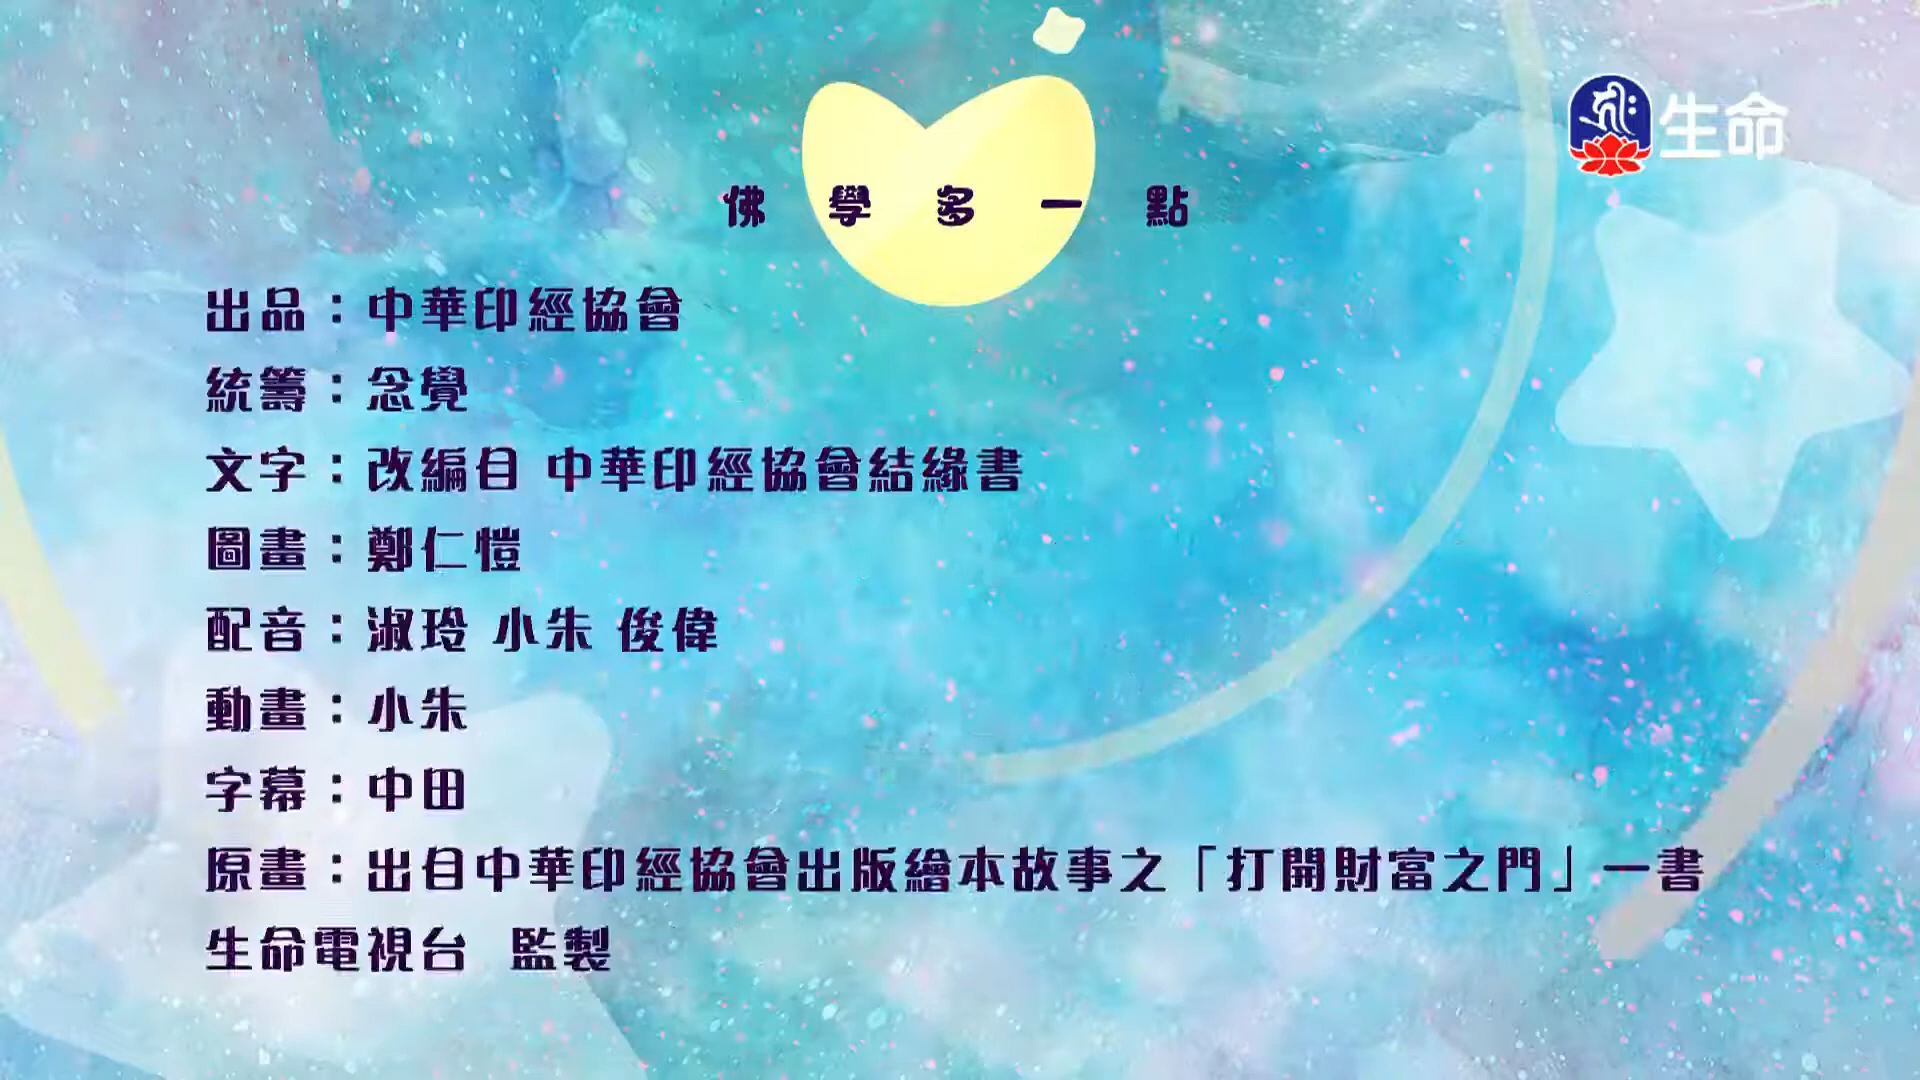 生命
佛學多一點
出品：中華印經協會
統籌：念覺
文字：改編自 中華印經協會結緣書
圖畫：鄭仁愷
配音：淑玲 小朱 俊偉
動畫：小朱
字幕：中田
原畫：出自中華印經協會出版繪本故事之「打開財富之門」一書
生命電視台 監製